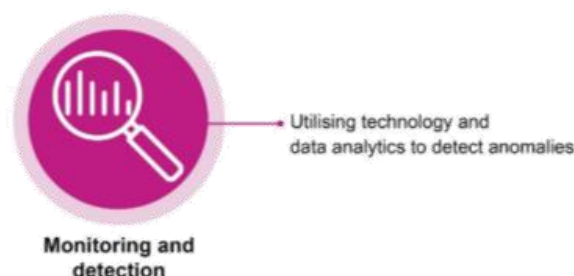 Utilising technology and
data analytics to detect anomalies
Monitoring and
detection